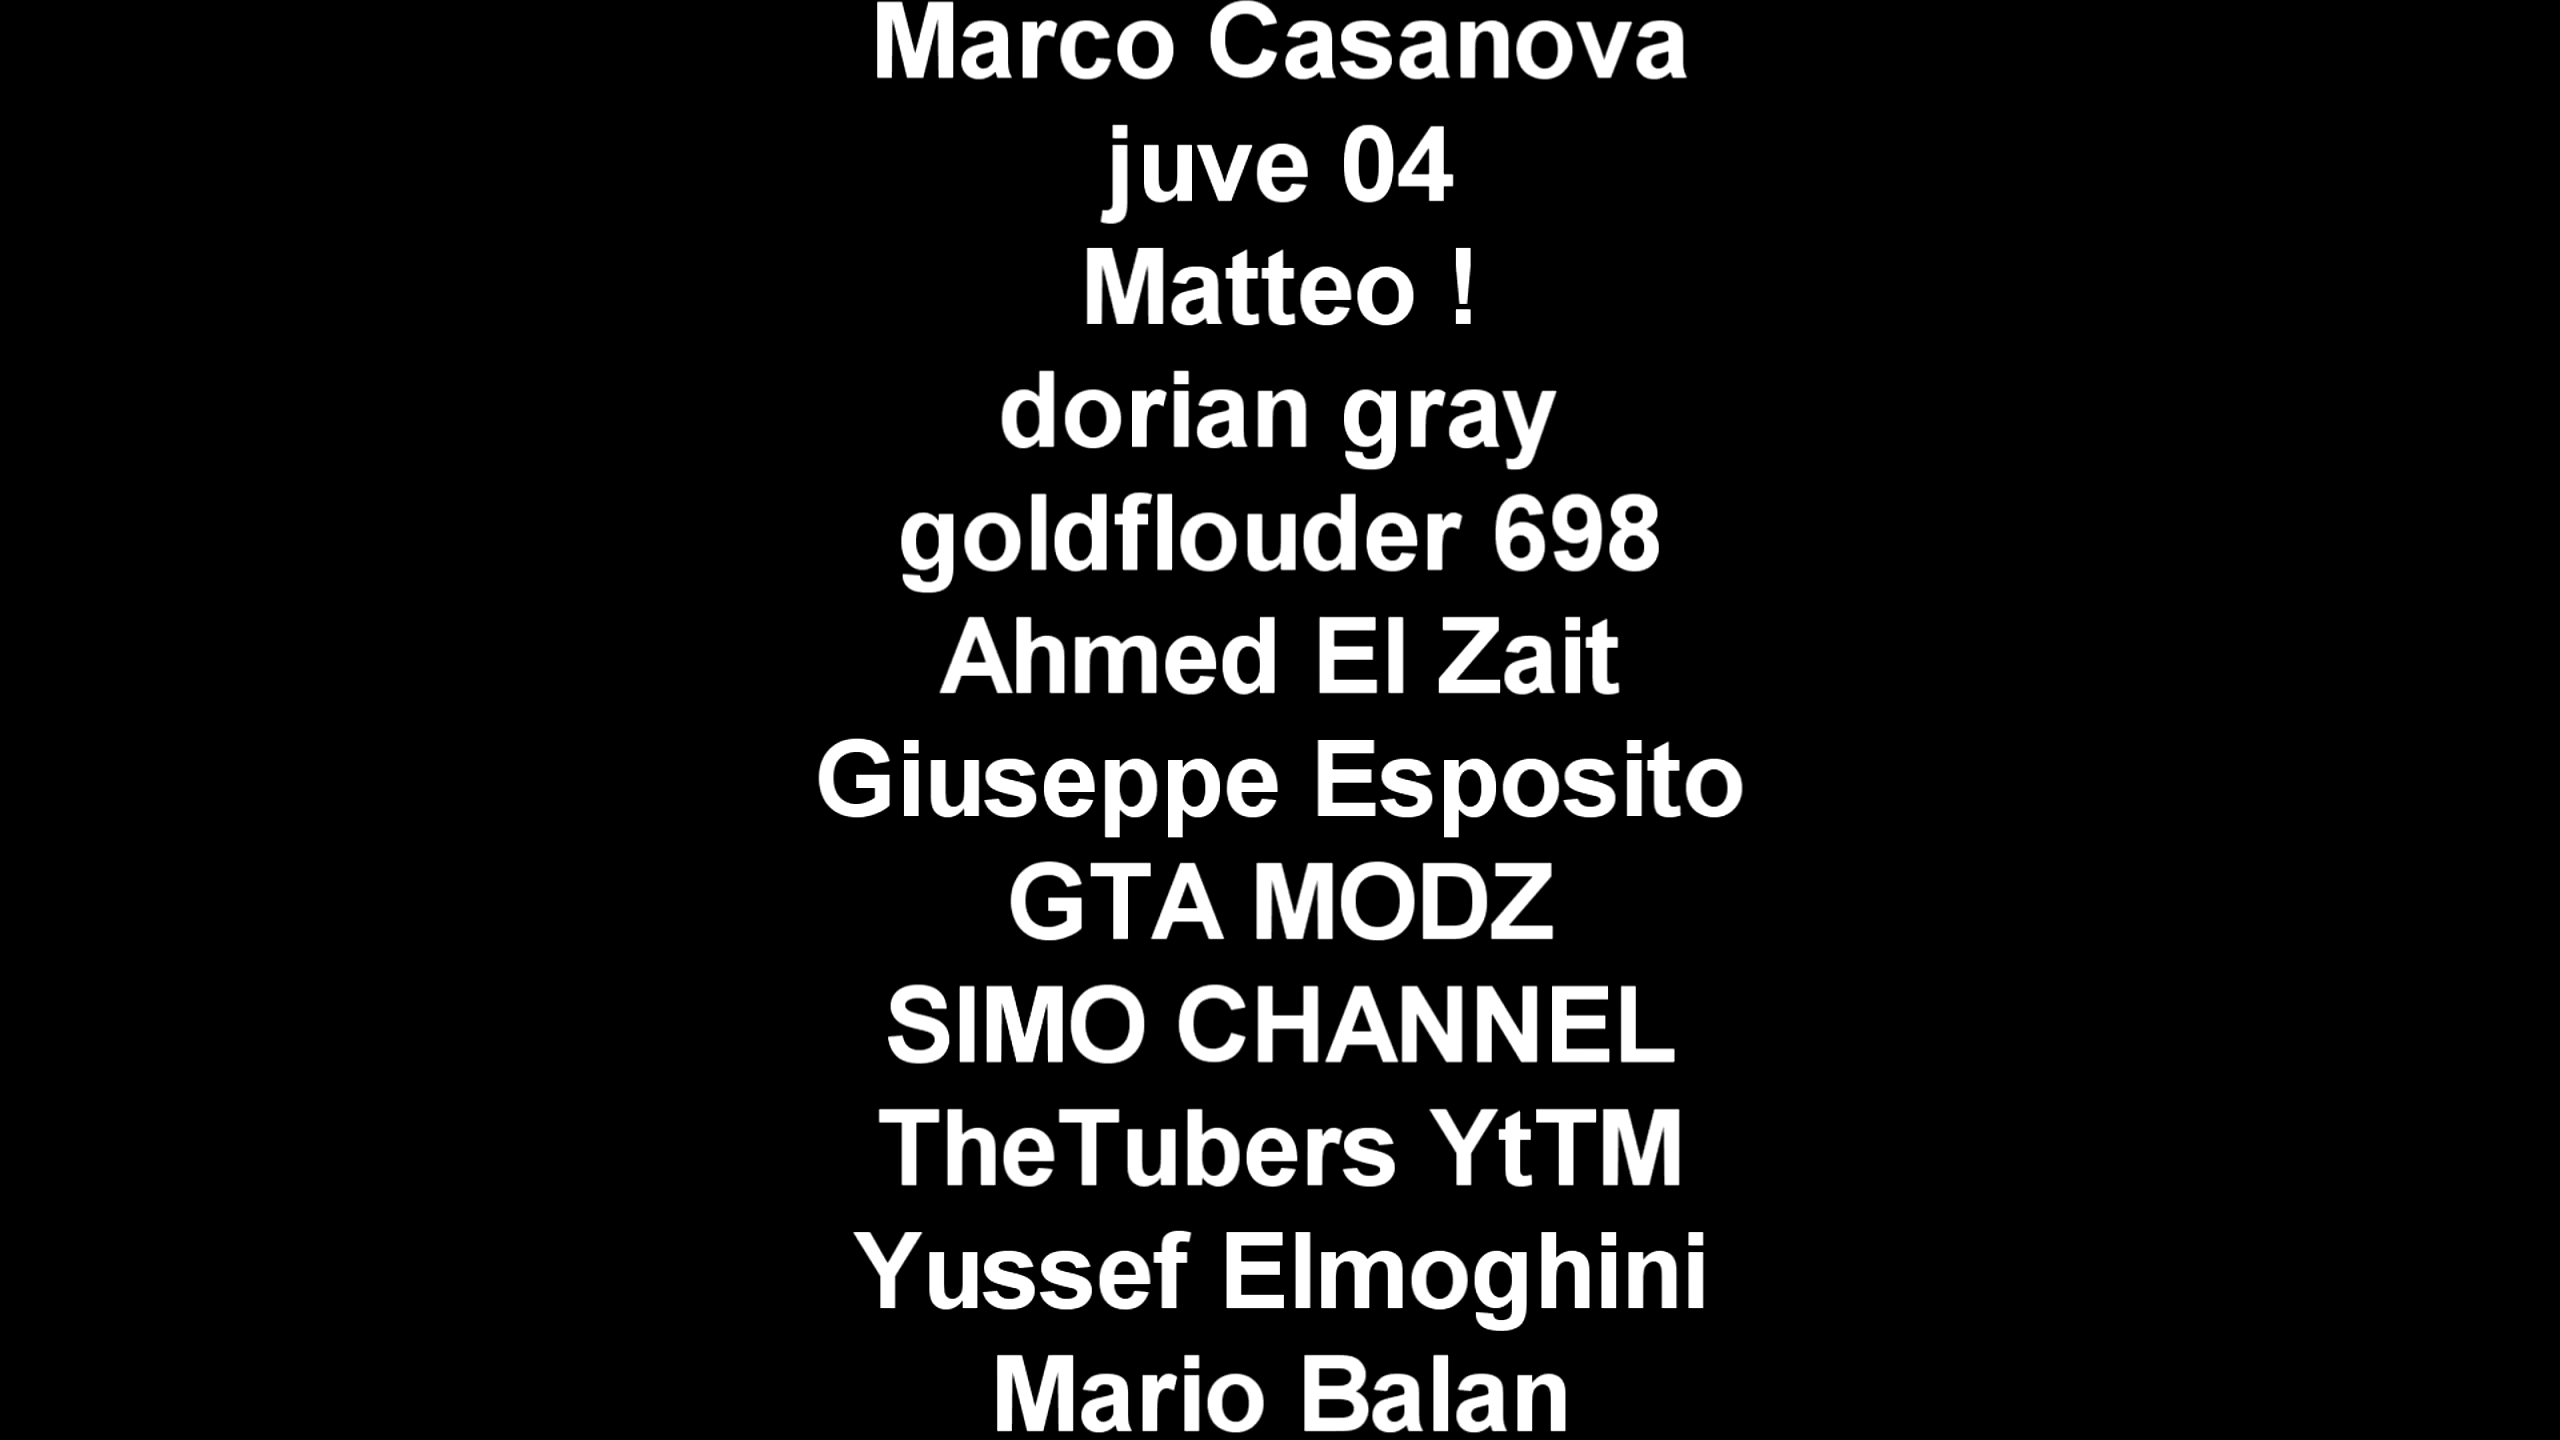 Marco Casanova
juve 04
Matteo !
dorian gray
goldflouder 698
Ahmed El Zait
Giuseppe Esposito
GTA MODZ
SIMO CHANNEL
TheTubers YtTM
Yussef Elmoghini
Mario Balan